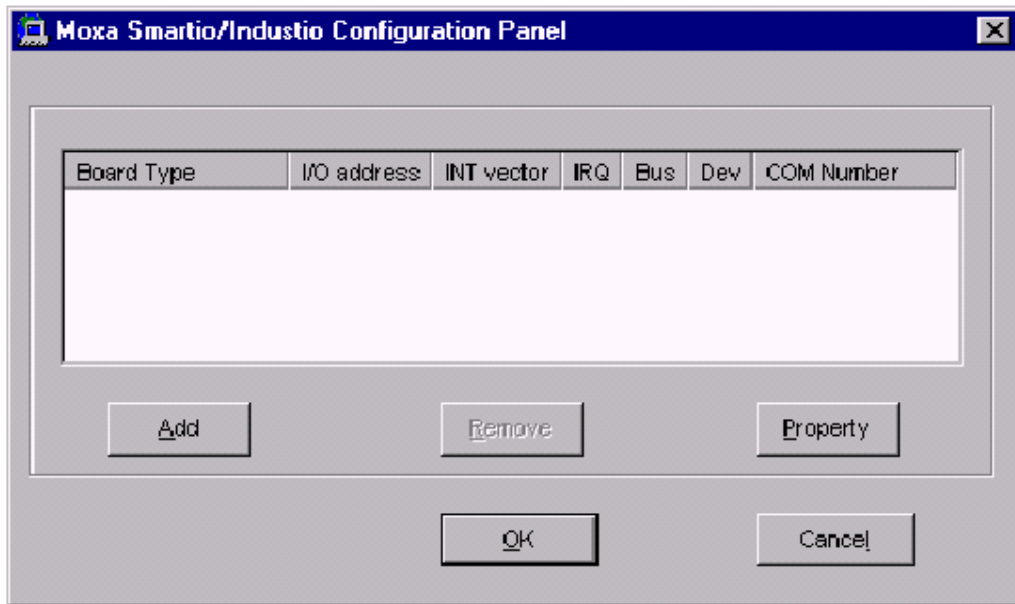 Moxa Smartio/Industio Configuration Panel
Board Type I/O address INT vector IRQ Bus Dev COM Number
Add Remove Property
OK Cancel